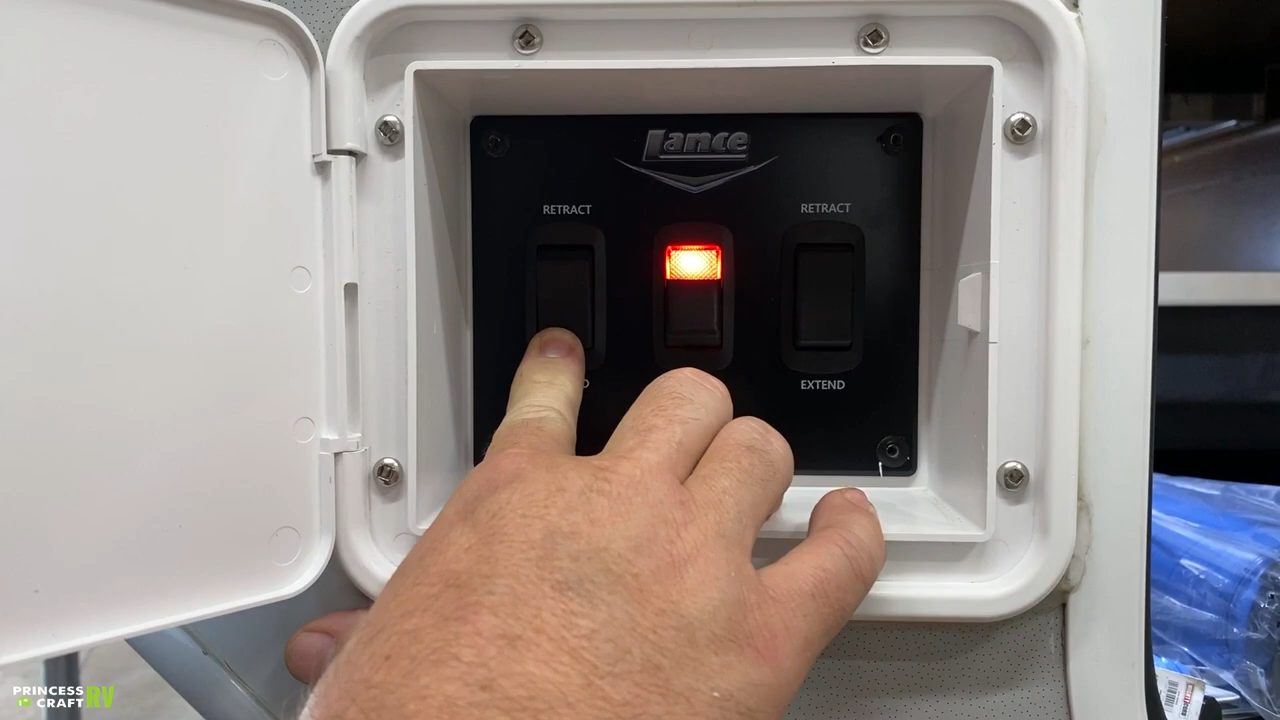 Lance
RETRACT
RETRACT
D
EXTEND
PRINCESS
CRAFT RV